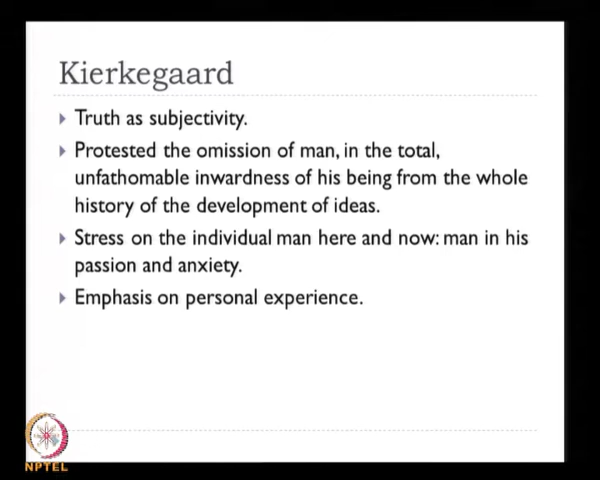 Kierkegaard
Truth as subjectivity.
Protested the omission of man, in the total,
unfathomable inwardness of his being from the whole
history of the development of ideas.
Stress on the individual man here and now: man in his
passion and anxiety.
Emphasis on personal experience.
NPTEL